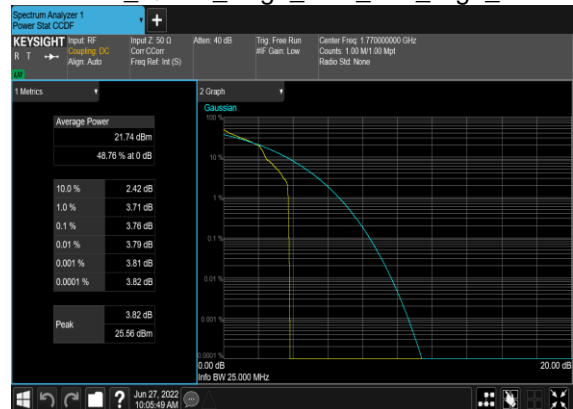 Spectrum Analyzer 1
Power Stat CCDF
+
KEYSIGHT Input: RF Input Z: 50 Ω Atten: 40 dB Trig: Free Run Center Freq: 1.770000000 GHz
R T Coupling: DC Corr CCorr #IF Gain: Low Counts: 1.00 M/1.00 Mpt
Align: Auto Freq Ref: Int (S) Radio Std: None
1 Metrics
2 Graph
Gaussian
Average Power
21.74 dBm
48.76 % at 0 dB
10.0 % 2.42 dB
1.0 % 3.71 dB
0.1 % 3.76 dB
0.01 % 3.79 dB
0.001 % 3.81 dB
0.0001 % 3.82 dB
Peak 3.82 dB
25.56 dBm
100 %
10 %
1 %
0.1 %
0.01 %
0.001 %
0.0001 %
0.00 dB 20.00 dB
Info BW 25.000 MHz
? Jun 27, 2022
10:05:49 AM